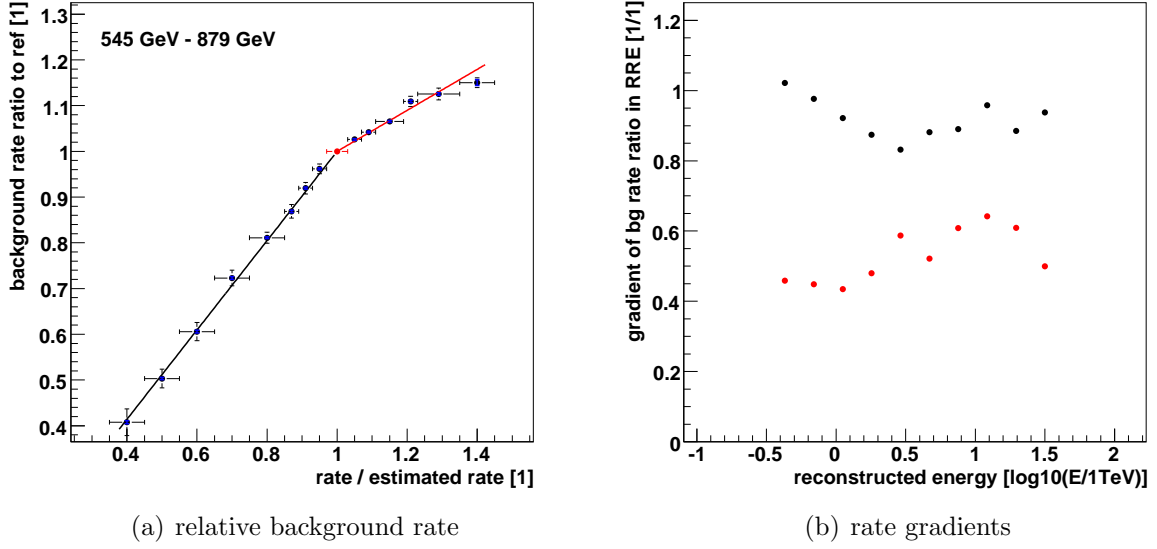 background rate ratio to ref [1]
1.3
1.2
1.1
1
0.9
0.8
0.7
0.6
0.5
0.4
545 GeV - 879 GeV
0.4 0.6 0.8 1 1.2 1.4
rate / estimated rate [1]
(a) relative background rate
gradient of bg rate ratio in RRE [1/1]
1.2
1
0.8
0.6
0.4
0.2
0
-1 -0.5 0 0.5 1 1.5 2
reconstructed energy [log10(E/1TeV)]
(b) rate gradients